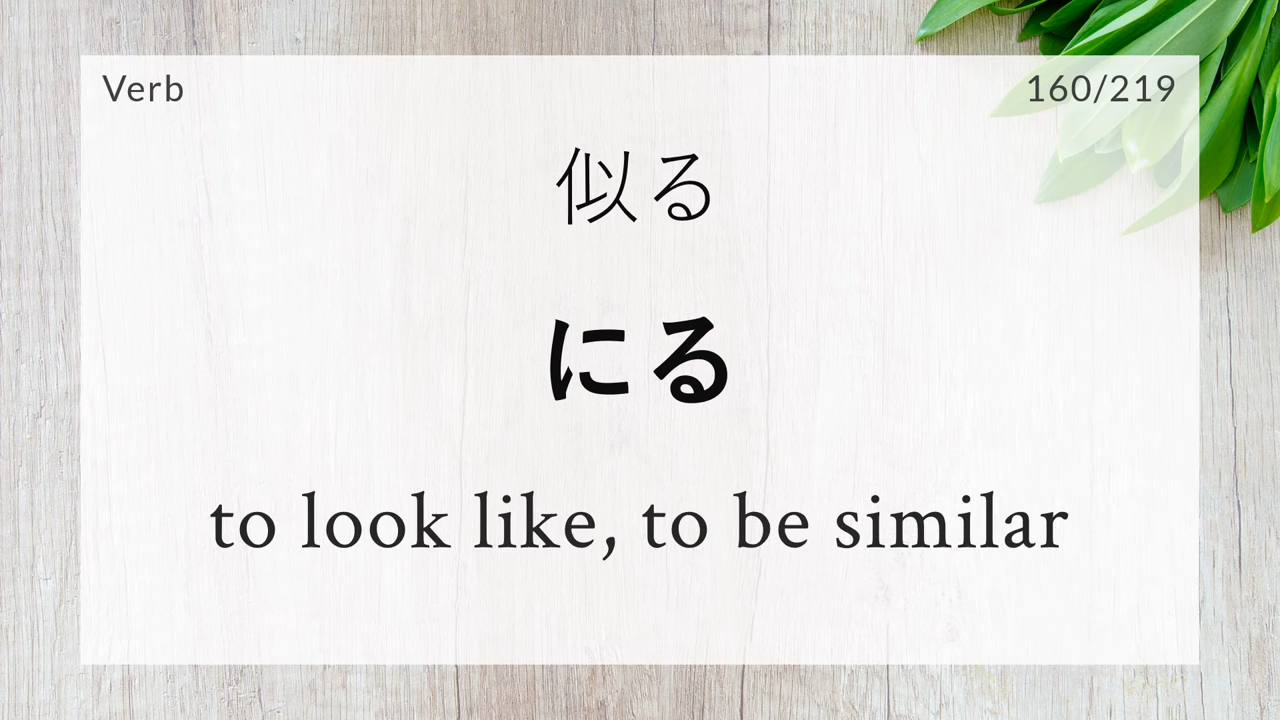 Verb
160/219
似る
にる
to look like, to be similar